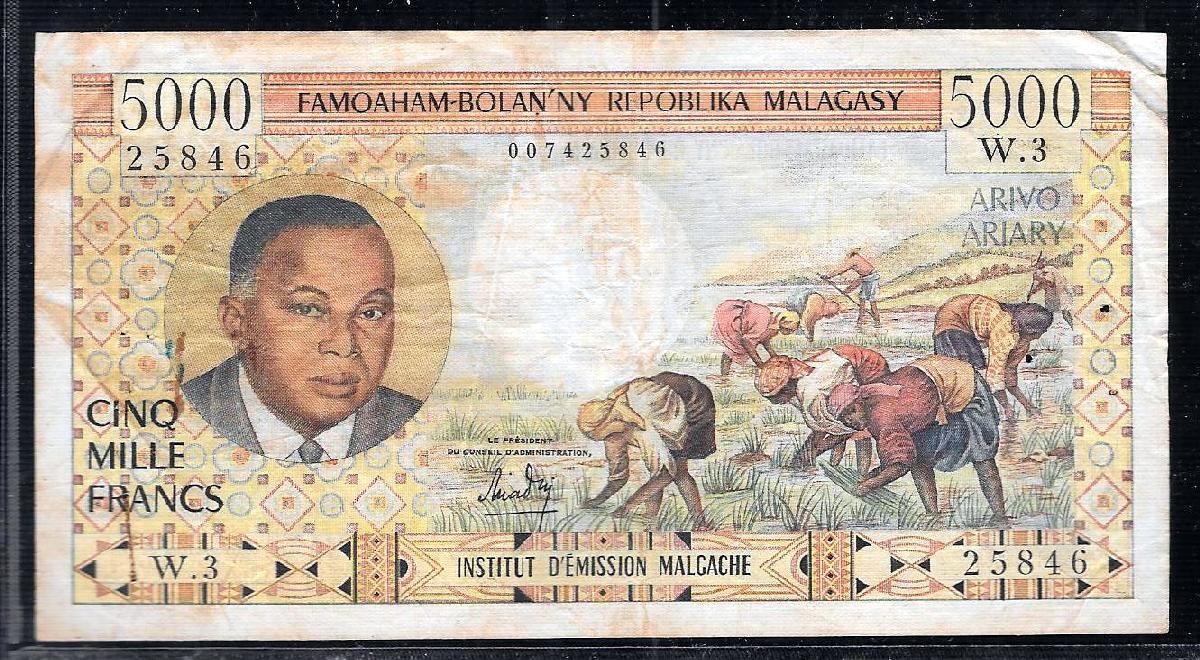 5000
FAMOAHAM-BOLAN'NY REPOBLIKA MALAGASY
5000
25846
007425846
W.3
ARIVO
ARIARY
CINQ
MILLE
FRANCS
LE PRÉSIDENT
DU CONSEIL D'ADMINISTRATION,
W.3
INSTITUT D'ÉMISSION MALGACHE
25846